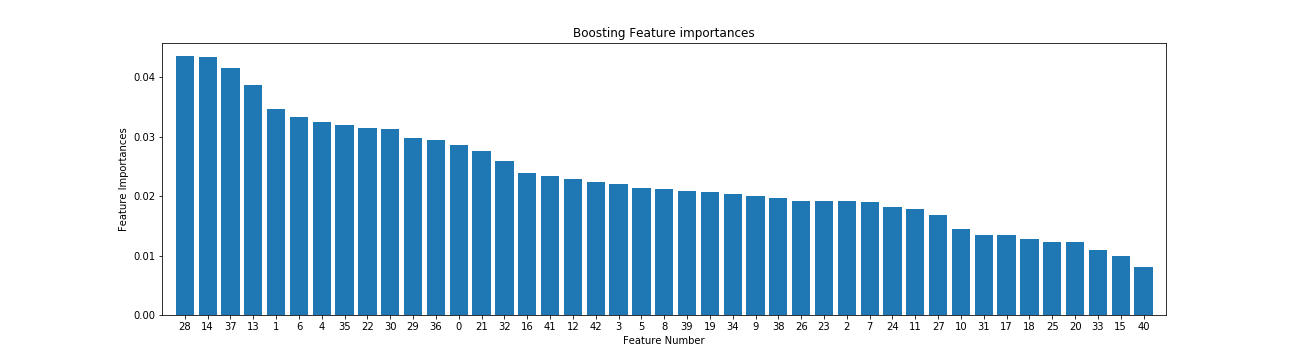 Boosting Feature importances
Feature Importances
0.04
0.03
0.02
0.01
0.00
28 14 37 13 1 6 4 35 22 30 29 36 0 21 32 16 41 12 42 3 5 8 39 19 34 9 38 26 23 2 7 24 11 27 10 31 17 18 25 20 33 15 40
Feature Number